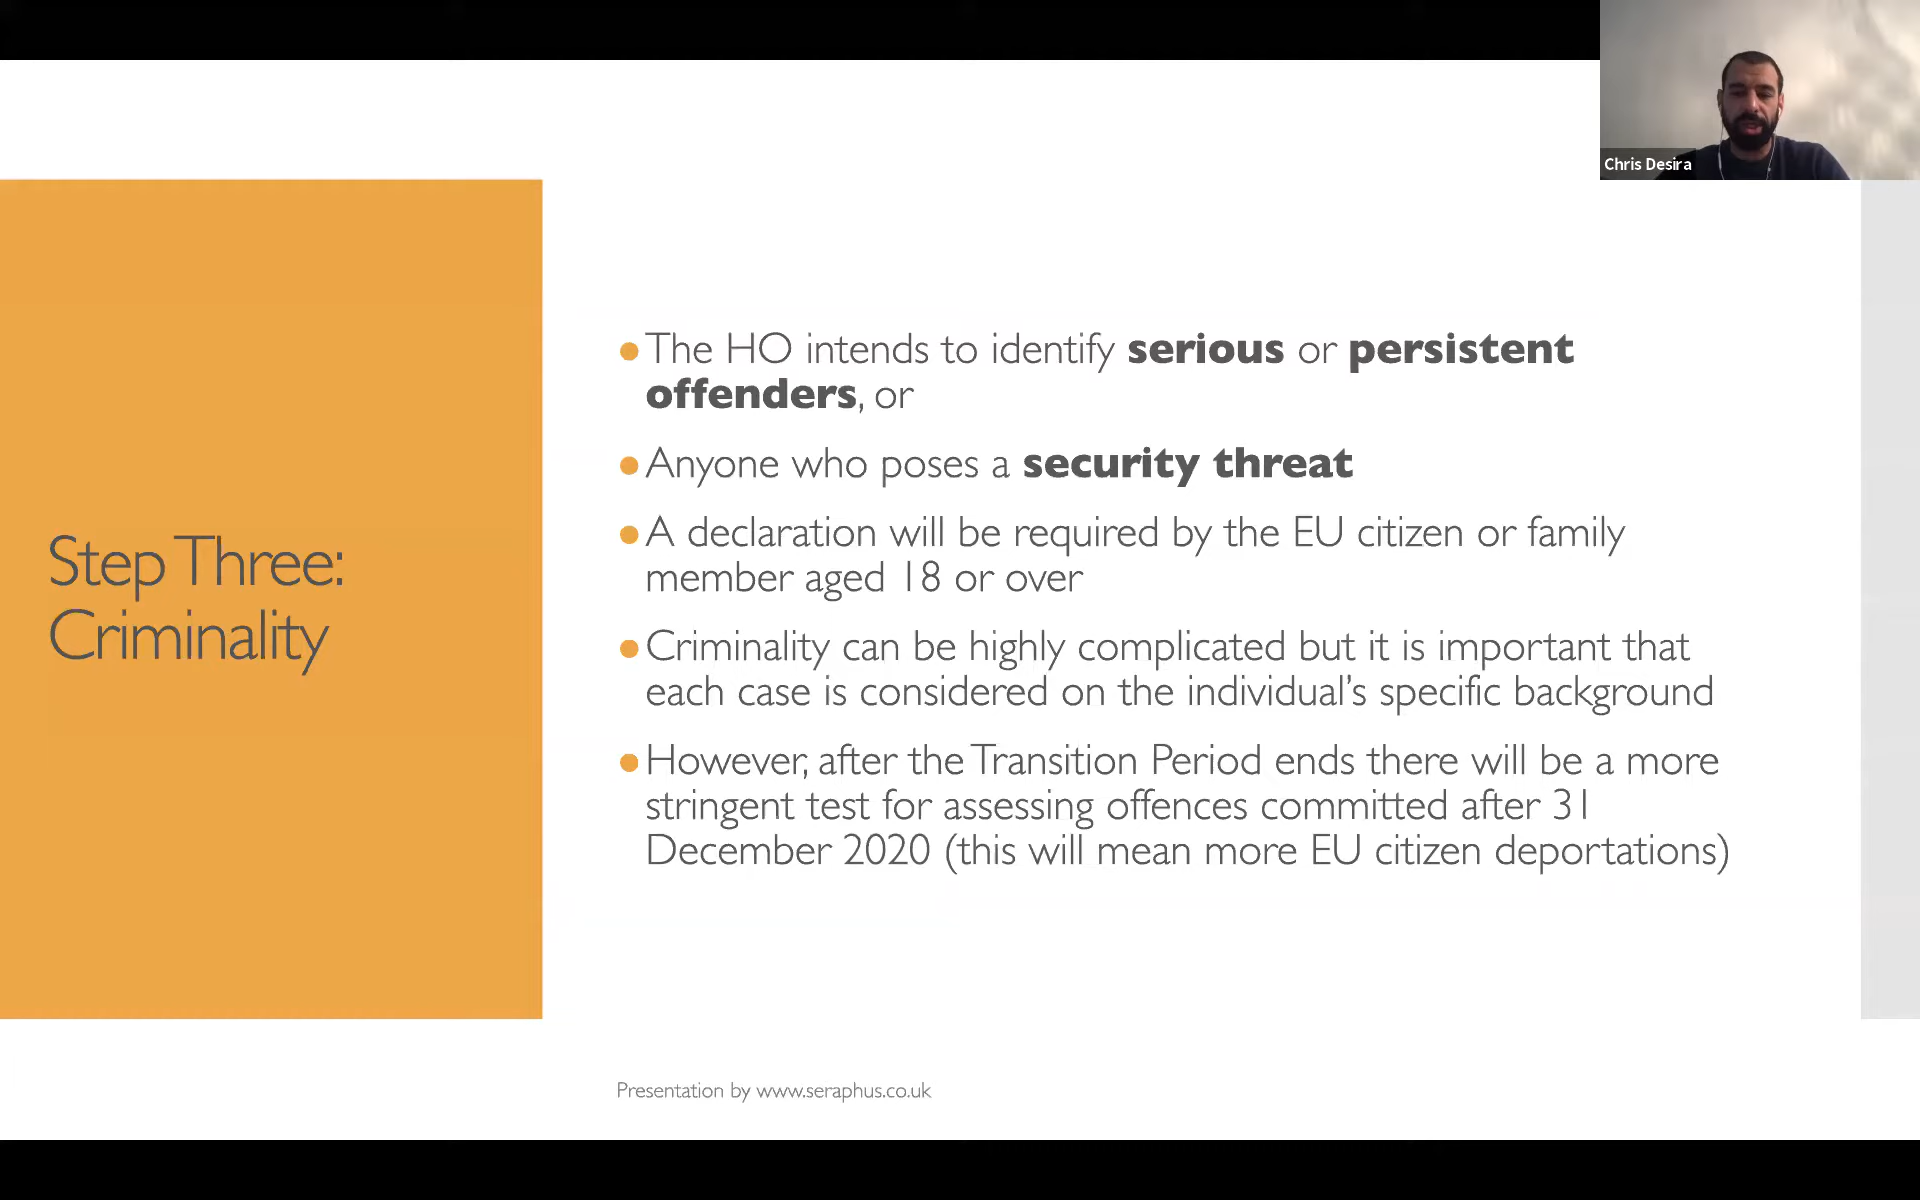 Chris Desira
Step Three:
Criminality
●The HO intends to identify serious or persistent
offenders, or
●Anyone who poses a security threat
●A declaration will be required by the EU citizen or family
member aged 18 or over
●Criminality can be highly complicated but it is important that
each case is considered on the individual's specific background
●However, after the Transition Period ends there will be a more
stringent test for assessing offences committed after 31
December 2020 (this will mean more EU citizen deportations)
Presentation by www.seraphus.co.uk